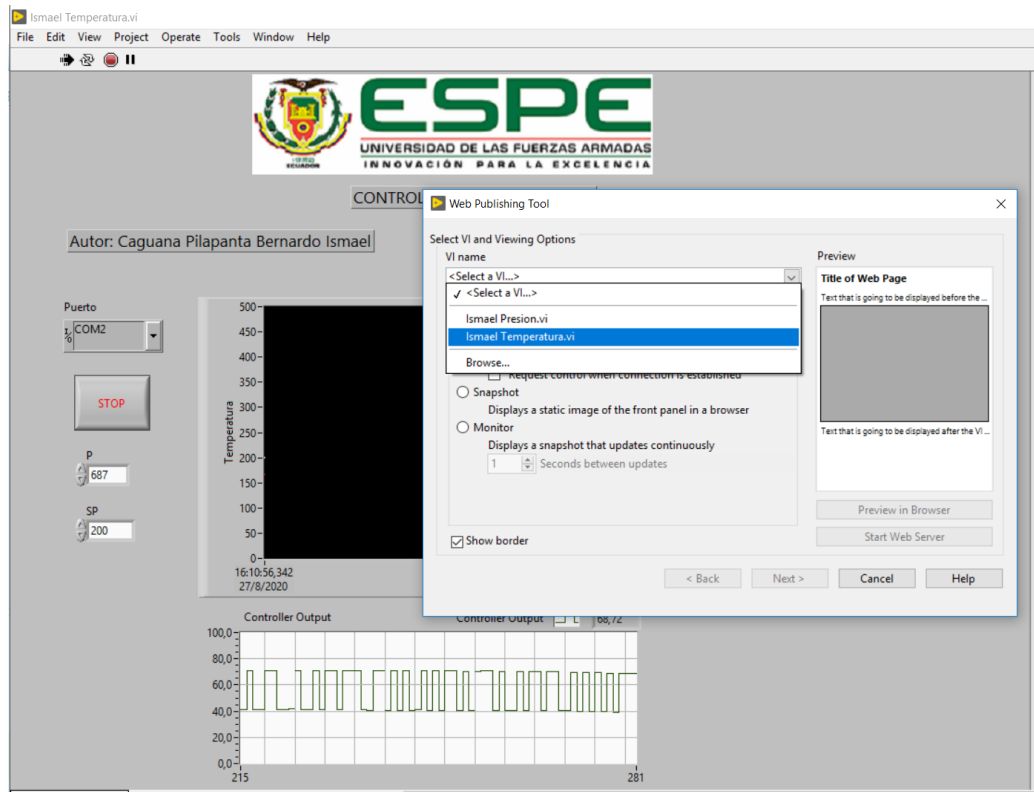 Ismael Temperatura.vi
File Edit View Project Operate Tools Window Help
ESPE
UNIVERSIDAD DE LAS FUERZAS ARMADAS
INNOVACIÓN PARA LA EXCELENCIA
ECUADOR
CONTROL
Autor: Caguana Pilapanta Bernardo Ismael
Puerto
COM2
STOP
P
687
SP
200
Temperatura
500
450
400
350
300
250
200
150
100
50
0
16:10:56,342
27/8/2020
Web Publishing Tool
Select VI and Viewing Options
VI name
<Select a VI...>
✓ <Select a VI...>
Ismael Presion.vi
Ismael Temperatura.vi
Browse...
Request control when connection is established
Snapshot
Displays a static image of the front panel in a browser
Monitor
Displays a snapshot that updates continuously
1 Seconds between updates
Show border
Preview
Title of Web Page
Text that is going to be displayed before the ...
Text that is going to be displayed after the VI ...
Preview in Browser
Start Web Server
< Back Next > Cancel Help
Controller Output Controller Output 68,72
100,0
80,0
60,0
40,0
20,0
0,0
215 281